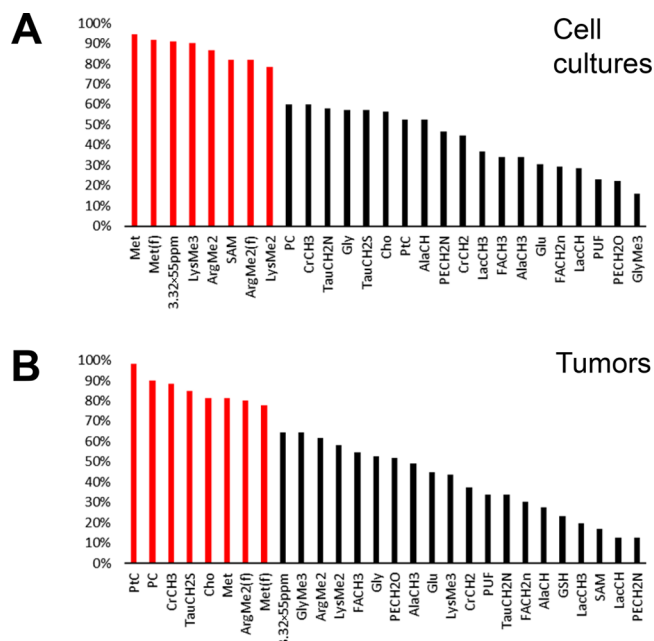 A
Cell
cultures
100%
90%
80%
70%
60%
50%
40%
30%
20%
10%
0%
Met
Met(f)
3.32-55ppm
LysMe3
ArgMe2
SAM
ArgMe2(f)
LysMe2
PC
CrCH3
TauCH2N
Gly
TauCH2S
Cho
PtC
AlaCH
PECH2N
CrCH2
LacCH3
FACH3
AlaCH3
Glu
FACH2n
LacCH
PUF
PECH2O
GlyMe3
B
Tumors
100%
90%
80%
70%
60%
50%
40%
30%
20%
10%
0%
PtC
PC
CrCH3
TauCH2S
Cho
Met
ArgMe2(f)
Met(f)
3.32-55ppm
GlyMe3
ArgMe2
LysMe2
FACH3
Gly
PECH2O
AlaCH3
Glu
LysMe3
CrCH2
PUF
TauCH2N
FACH2n
AlaCH
GSH
LacCH3
SAM
LacCH
PECH2N